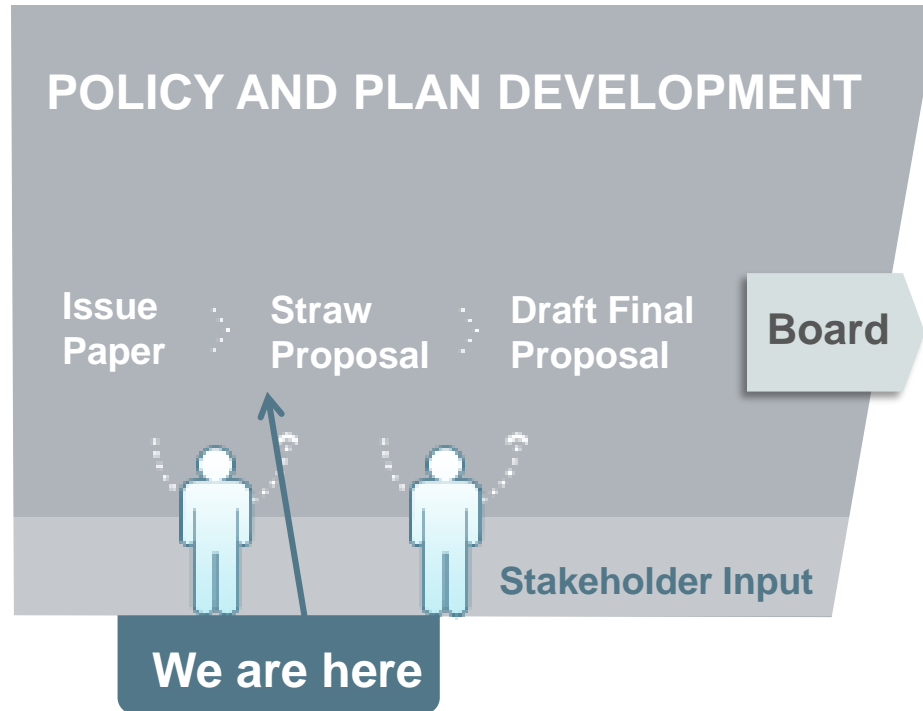 POLICY AND PLAN DEVELOPMENT
Issue
Paper
Straw
Proposal
Draft Final
Proposal
Board
Stakeholder Input
We are here